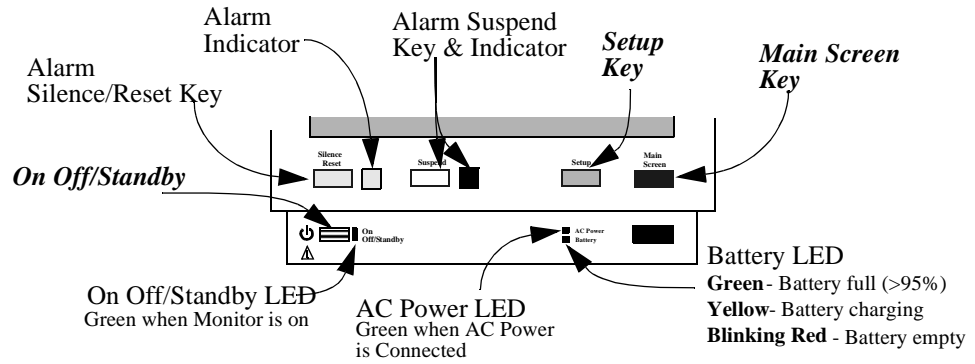 Alarm
Indicator
Alarm Suspend
Key & Indicator
Setup
Key
Main Screen
Key
Alarm
Silence/Reset Key
Silence
Reset
Suspend
Setup
Main
Screen
On Off/Standby
On
Off/Standby
AC Power
Battery
On Off/Standby LED
Green when Monitor is on
AC Power LED
Green when AC Power
is Connected
Battery LED
Green - Battery full (>95%)
Yellow- Battery charging
Blinking Red - Battery empty